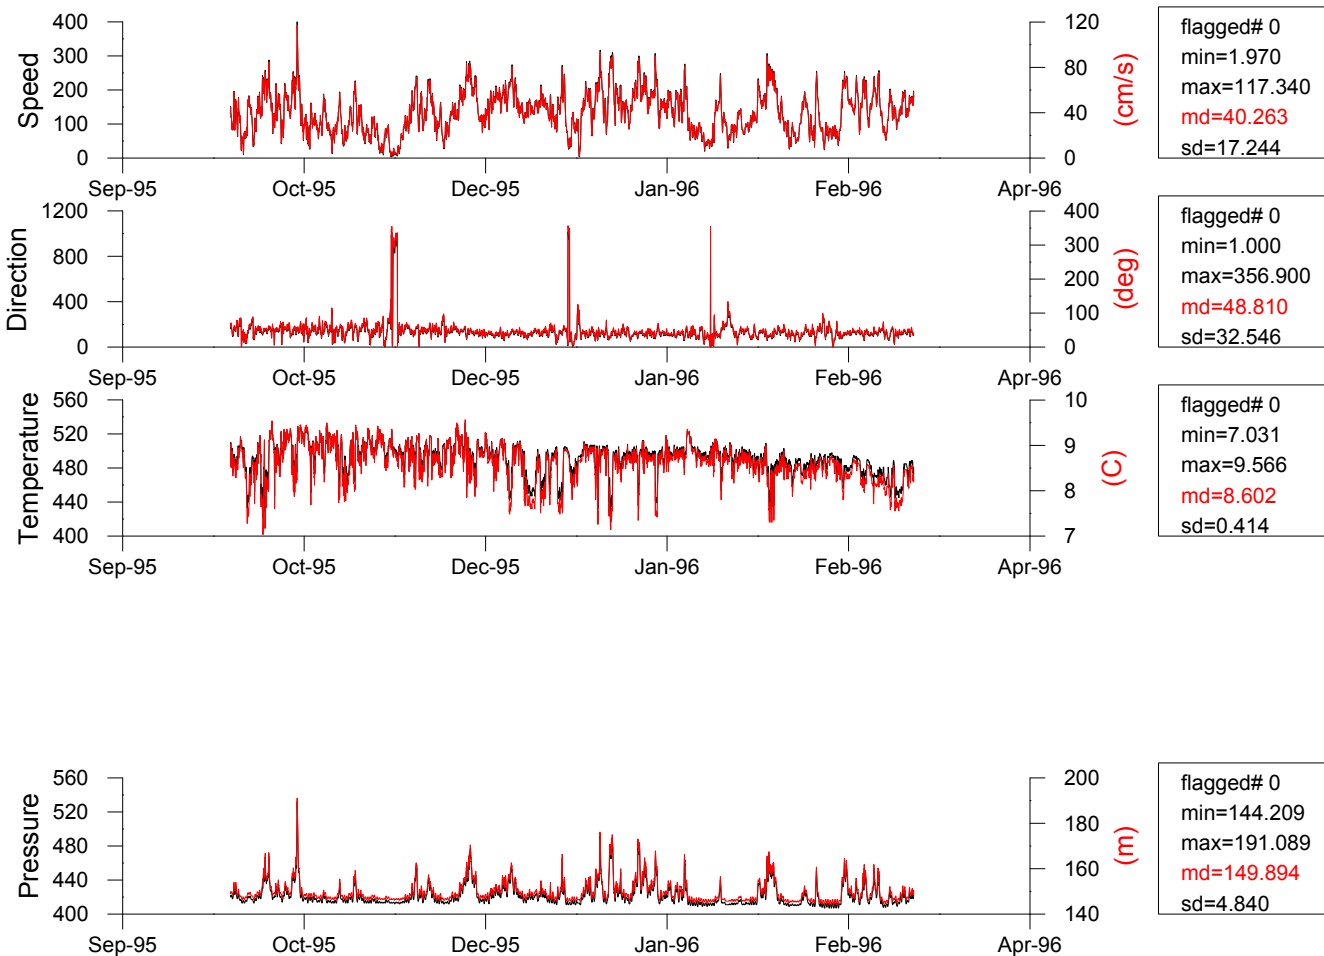 Speed
400
300
200
100
0
120
80
40
0
(cm/s)
Sep-95 Oct-95 Dec-95 Jan-96 Feb-96 Apr-96
flagged# 0
min=1.970
max=117.340
md=40.263
sd=17.244
Direction
1200
800
400
0
400
300
200
100
0
(deg)
Sep-95 Oct-95 Dec-95 Jan-96 Feb-96 Apr-96
flagged# 0
min=1.000
max=356.900
md=48.810
sd=32.546
Temperature
560
520
480
440
400
10
9
8
7
(C)
Sep-95 Oct-95 Dec-95 Jan-96 Feb-96 Apr-96
flagged# 0
min=7.031
max=9.566
md=8.602
sd=0.414
Pressure
560
520
480
440
400
200
180
160
140
(m)
Sep-95 Oct-95 Dec-95 Jan-96 Feb-96 Apr-96
flagged# 0
min=144.209
max=191.089
md=149.894
sd=4.840